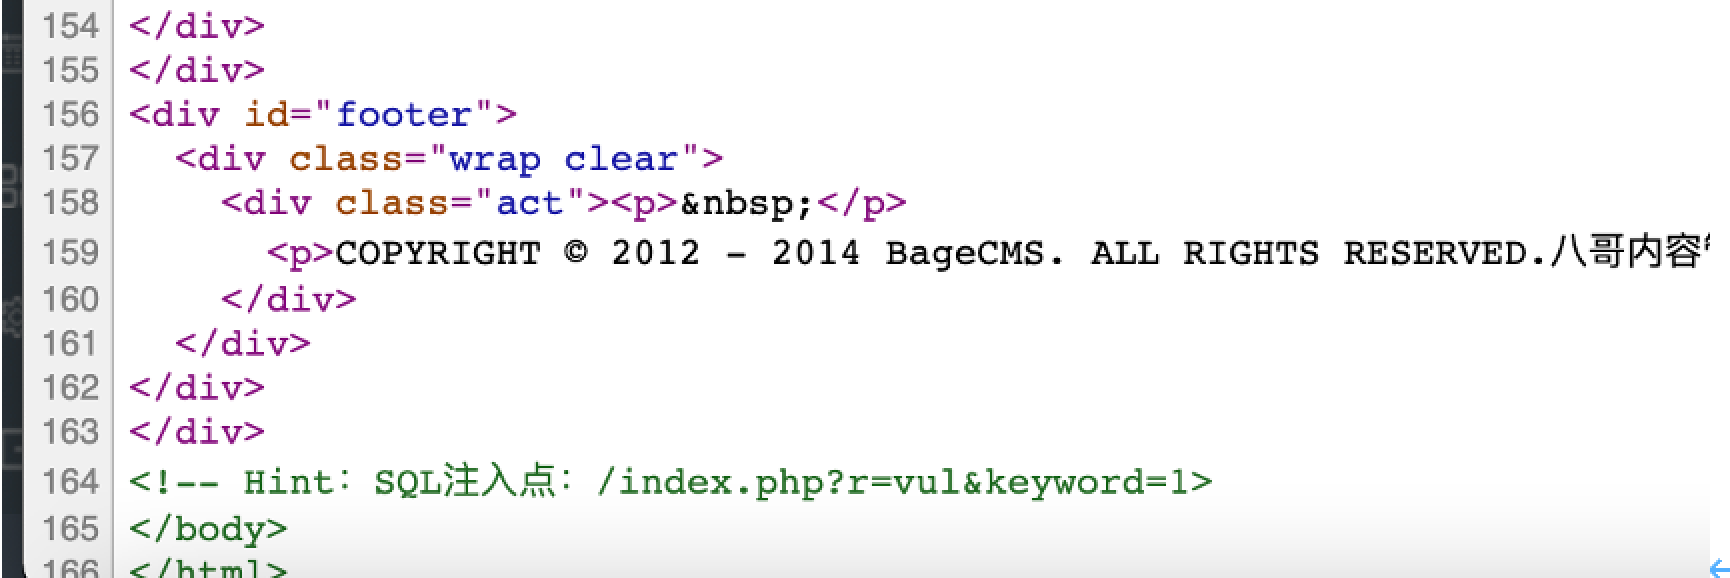 154 </div>
155 </div>
156 <div id="footer">
157 <div class="wrap clear">
158 <div class="act"><p>&nbsp;</p>
159 <p>COPYRIGHT © 2012 - 2014 BageCMS. ALL RIGHTS RESERVED.八哥内容
160 </div>
161 </div>
162 </div>
163 </div>
164 <!-- Hint：SQL注入点：/index.php?r=vul&keyword=1>
165 </body>
166 </html>